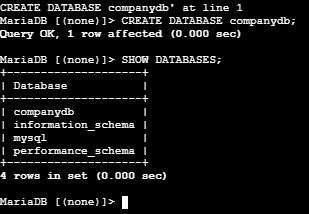 CREATE DATABASE companydb' at line 1
MariaDB [(none)]> CREATE DATABASE companydb;
Query OK, 1 row affected (0.000 sec)
MariaDB [(none)]> SHOW DATABASES;
+--------------------+
| Database           |
+--------------------+
| companydb          |
| information_schema |
| mysql              |
| performance_schema |
+--------------------+
4 rows in set (0.000 sec)
MariaDB [(none)]>